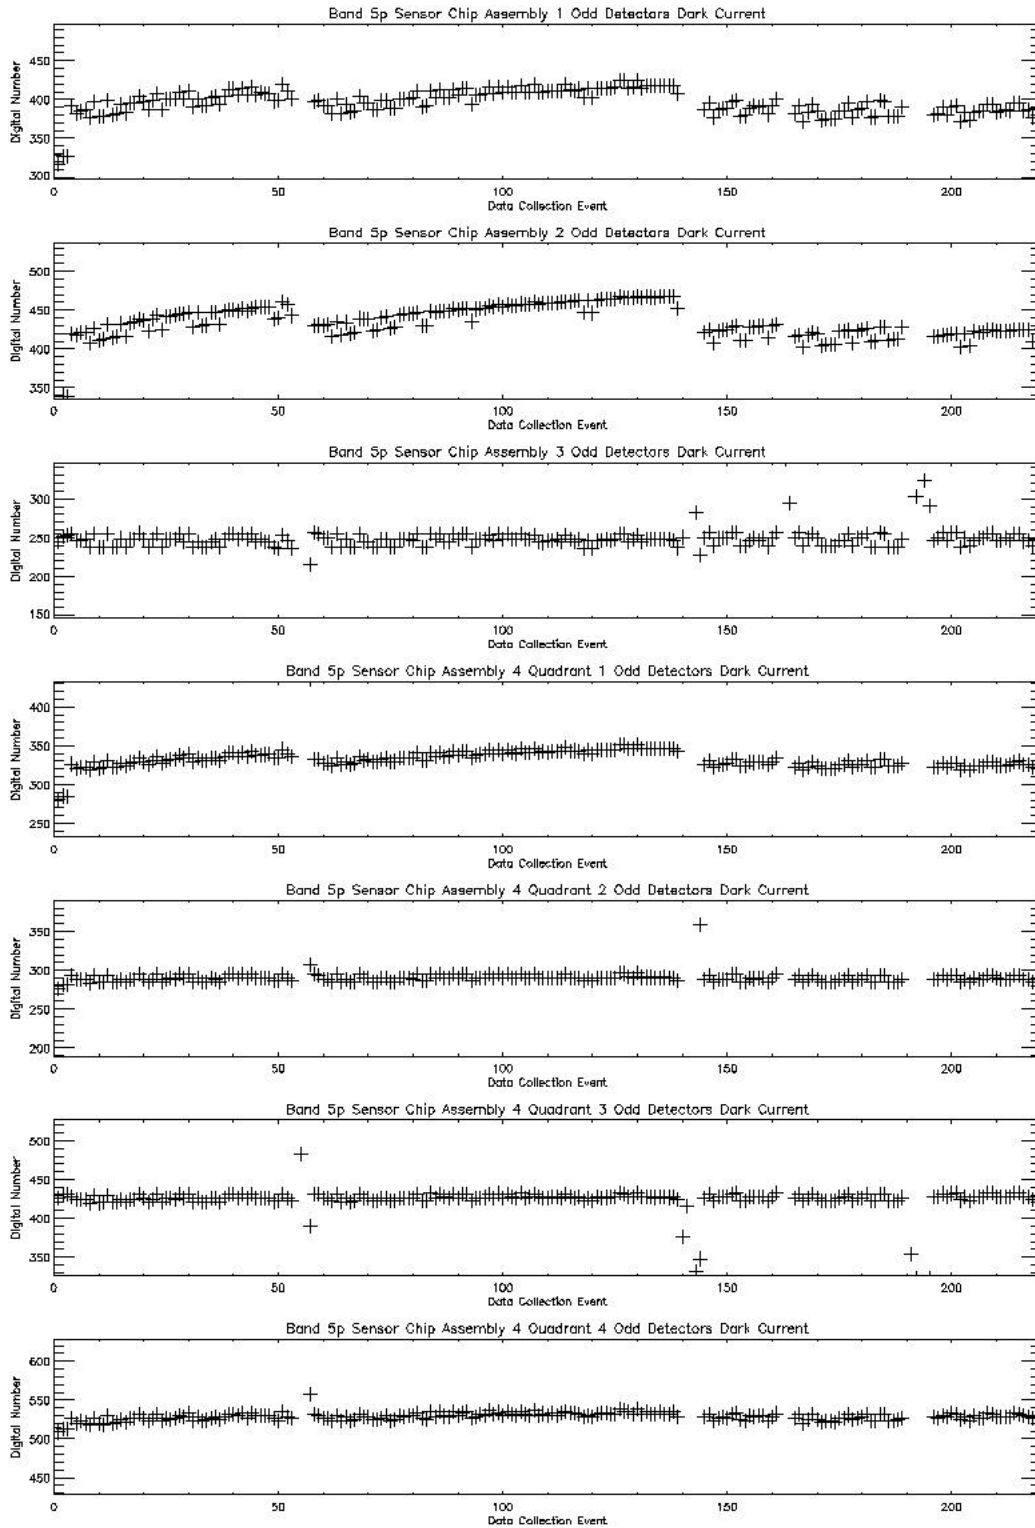 Band 5p Sensor Chip Assembly 1 Odd Detectors Dark Current
Digital Number
450
400
350
300
0 50 100 150 200
Data Collection Event
Band 5p Sensor Chip Assembly 2 Odd Detectors Dark Current
Digital Number
500
450
400
350
0 50 100 150 200
Data Collection Event
Band 5p Sensor Chip Assembly 3 Odd Detectors Dark Current
Digital Number
300
250
200
150
0 50 100 150 200
Data Collection Event
Band 5p Sensor Chip Assembly 4 Quadrant 1 Odd Detectors Dark Current
Digital Number
400
350
300
250
0 50 100 150 200
Data Collection Event
Band 5p Sensor Chip Assembly 4 Quadrant 2 Odd Detectors Dark Current
Digital Number
350
300
250
200
0 50 100 150 200
Data Collection Event
Band 5p Sensor Chip Assembly 4 Quadrant 3 Odd Detectors Dark Current
Digital Number
500
450
400
350
0 50 100 150 200
Data Collection Event
Band 5p Sensor Chip Assembly 4 Quadrant 4 Odd Detectors Dark Current
Digital Number
600
550
500
450
0 50 100 150 200
Data Collection Event